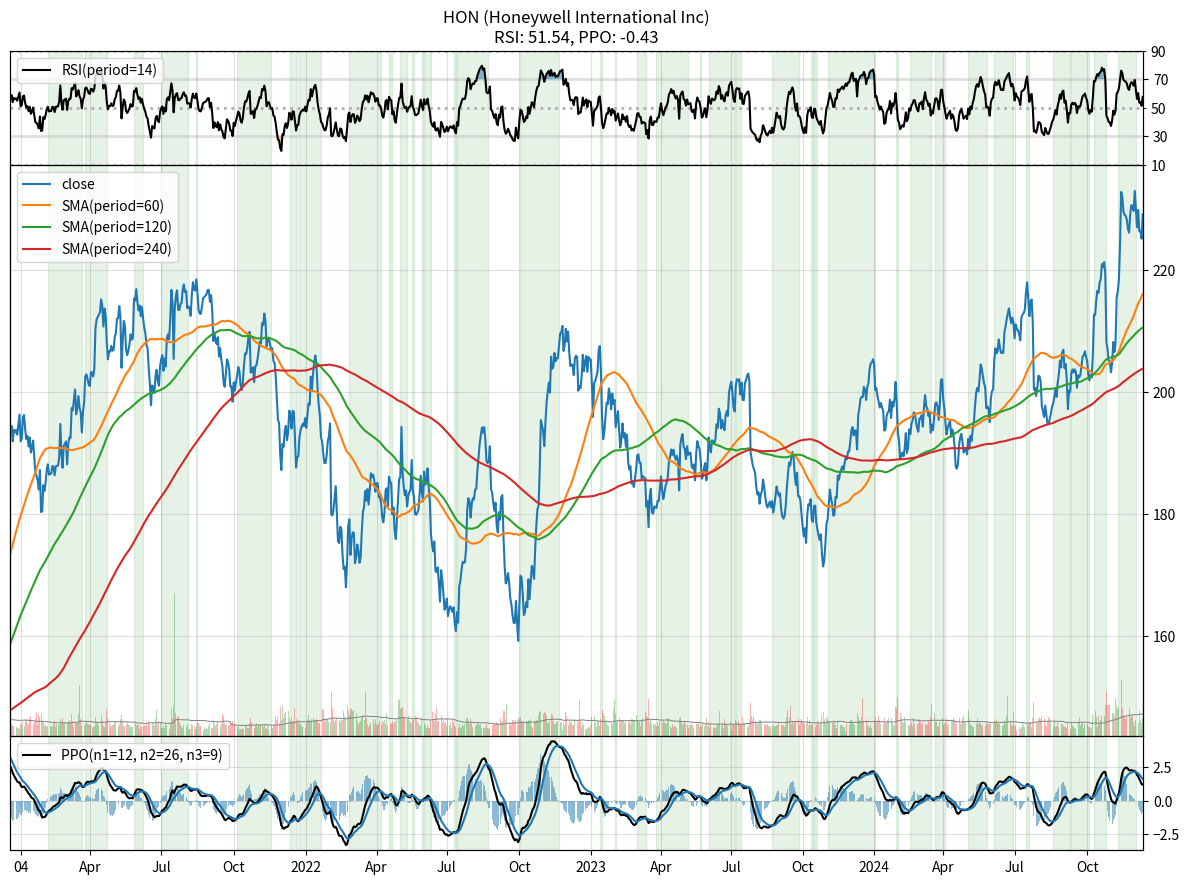 HON (Honeywell International Inc)
RSI: 51.54, PPO: -0.43
RSI(period=14)
90
70
50
30
10
close
SMA(period=60)
SMA(period=120)
SMA(period=240)
220
200
180
160
PPO(n1=12, n2=26, n3=9)
2.5
0.0
−2.5
04 Apr Jul Oct 2022 Apr Jul Oct 2023 Apr Jul Oct 2024 Apr Jul Oct